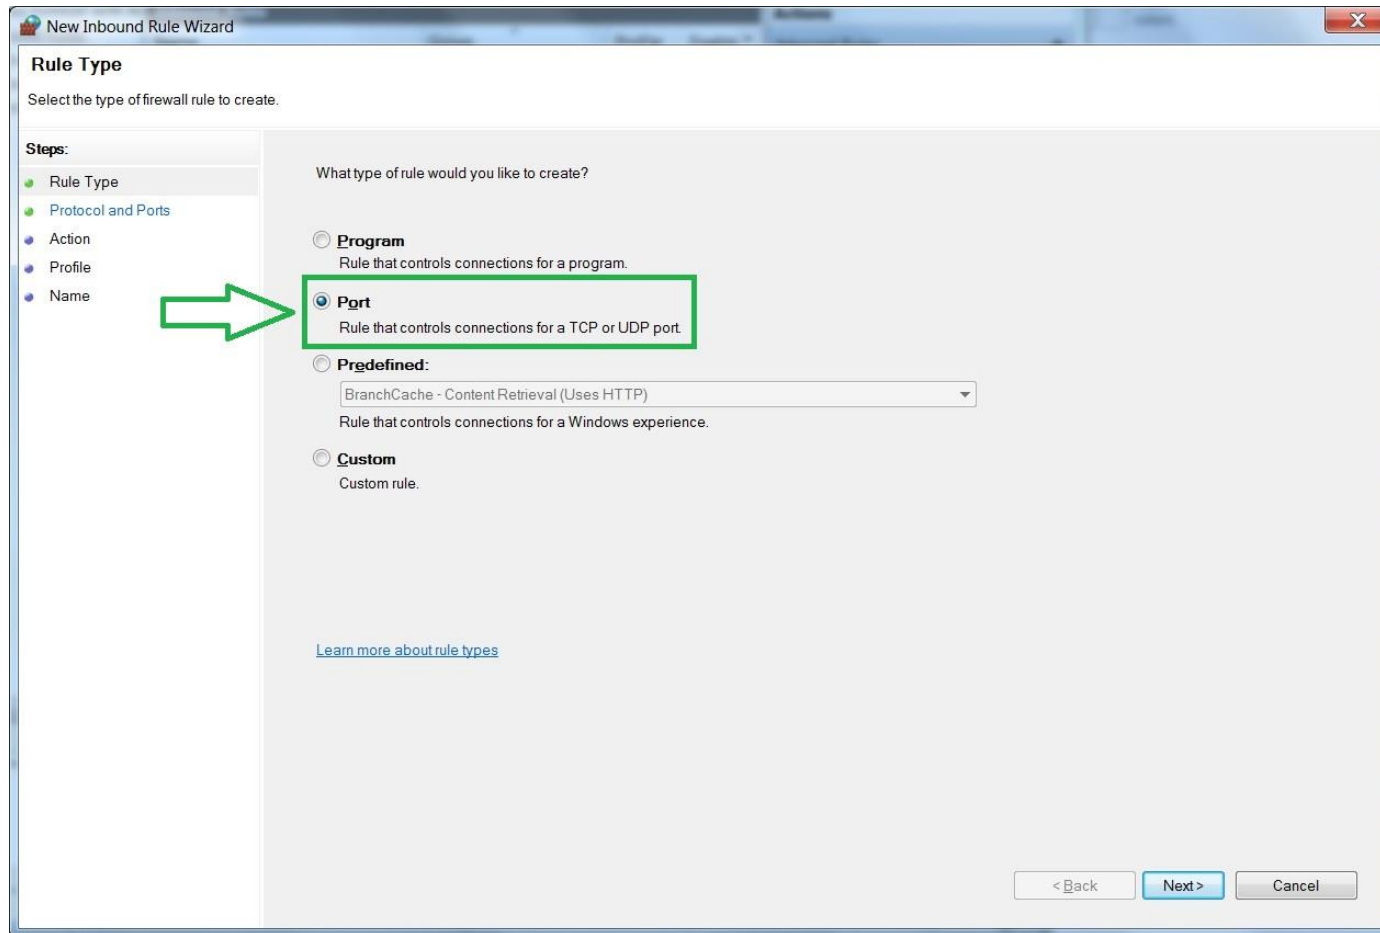 New Inbound Rule Wizard
Rule Type
Select the type of firewall rule to create.
Steps:
Rule Type
Protocol and Ports
Action
Profile
Name
What type of rule would you like to create?
Program
Rule that controls connections for a program.
Port
Rule that controls connections for a TCP or UDP port.
Predefined:
BranchCache - Content Retrieval (Uses HTTP)
Rule that controls connections for a Windows experience.
Custom
Custom rule.
Learn more about rule types
< Back
Next >
Cancel